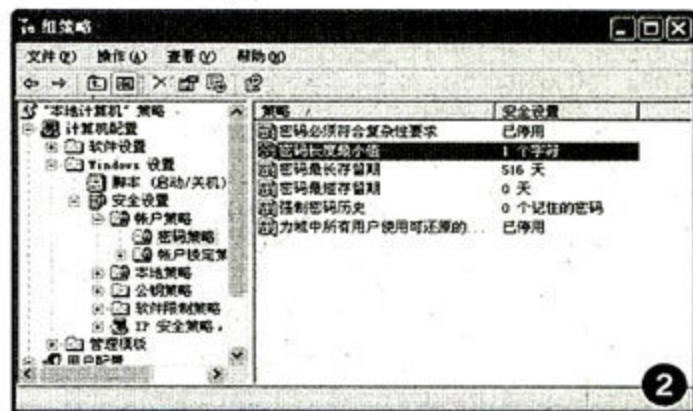 组策略
文件(F) 操作(A) 查看(V) 帮助(H)
"本地计算机" 策略
计算机配置
软件设置
Windows 设置
脚本 (启动/关机)
安全设置
帐户策略
密码策略
帐户锁定策
本地策略
公钥策略
软件限制策略
IP 安全策略,
管理模板
用户配置
策略 / 安全设置
密码必须符合复杂性要求 已停用
密码长度最小值 1 个字符
密码最长存留期 516 天
密码最短存留期 0 天
强制密码历史 0 个记住的密码
为域中所有用户使用可还原的... 已停用
2